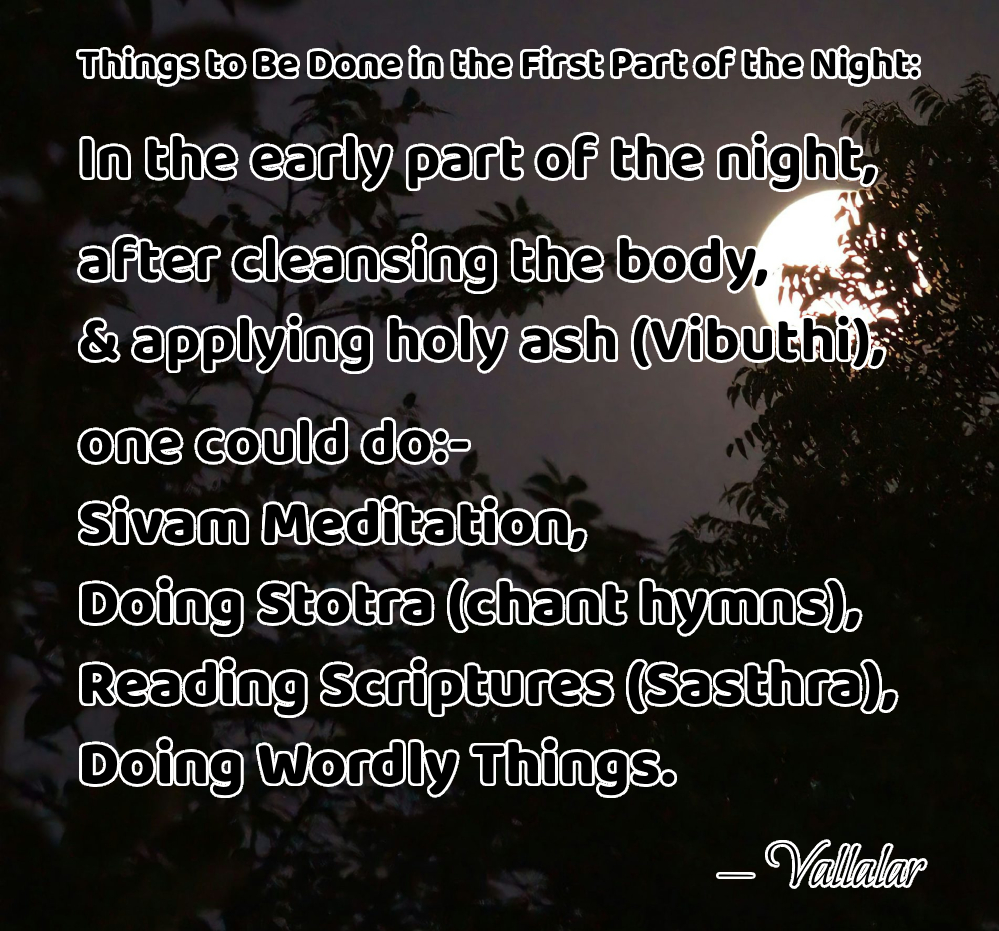 Things to Be Done in the First Part of the Night:
In the early part of the night,
after cleansing the body,
& applying holy ash (Vibuthi),
one could do:-
Sivam Meditation,
Doing Stotra (chant hymns),
Reading Scriptures (Sasthra),
Doing Wordly Things.
— Vallalar